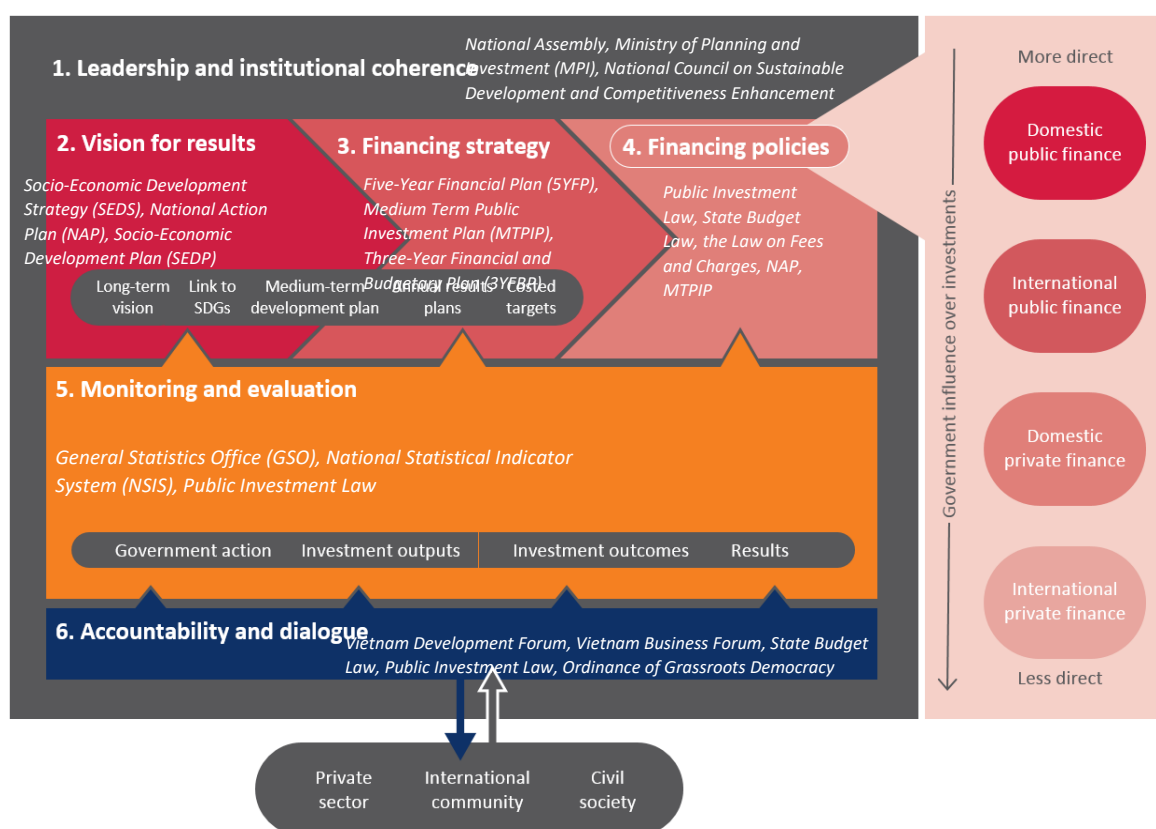 1. Leadership and institutional coherence
National Assembly, Ministry of Planning and
Investment (MPI), National Council on Sustainable
Development and Competitiveness Enhancement
2. Vision for results
Socio-Economic Development
Strategy (SEDS), National Action
Plan (NAP), Socio-Economic
Development Plan (SEDP)
3. Financing strategy
Five-Year Financial Plan (5YFP),
Medium Term Public
Investment Plan (MTPIP),
Three-Year Financial and
Budgetary Plan (3YFBP)
4. Financing policies
Public Investment
Law, State Budget
Law, the Law on Fees
and Charges, NAP,
MTPIP
Long-term
vision
Link to
SDGs
Medium-term
development plan
Annual results
plans
Costed
targets
5. Monitoring and evaluation
General Statistics Office (GSO), National Statistical Indicator
System (NSIS), Public Investment Law
Government action
Investment outputs
Investment outcomes
Results
6. Accountability and dialogue
Vietnam Development Forum, Vietnam Business Forum, State Budget
Law, Public Investment Law, Ordinance of Grassroots Democracy
Private
sector
International
community
Civil
society
Government influence over investments
More direct
Domestic
public finance
International
public finance
Domestic
private finance
International
private finance
Less direct